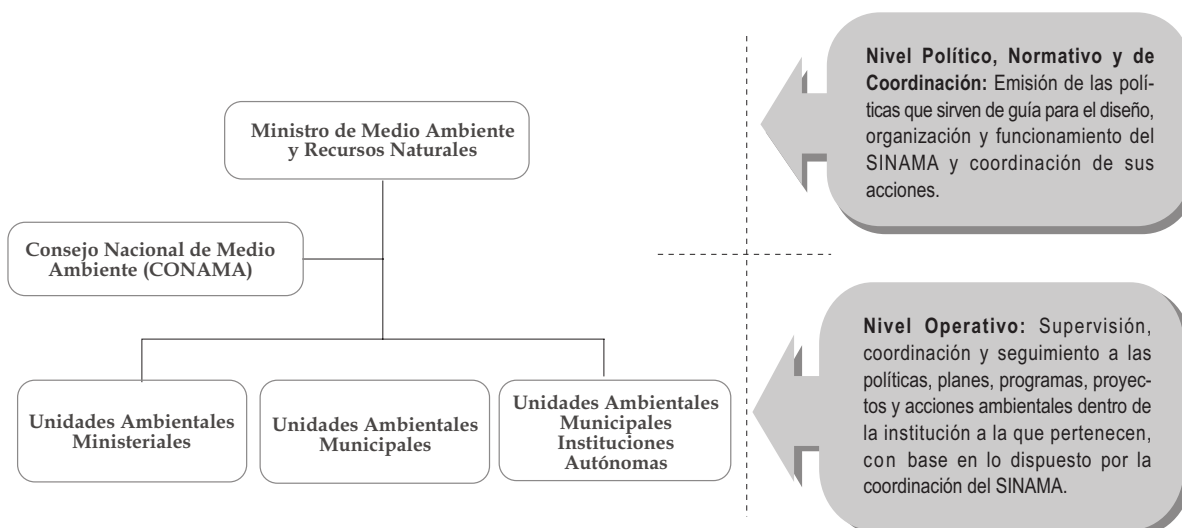 Ministro de Medio Ambiente
y Recursos Naturales
Consejo Nacional de Medio
Ambiente (CONAMA)
Unidades Ambientales
Ministeriales
Unidades Ambientales
Municipales
Unidades Ambientales
Municipales
Instituciones
Autónomas
Nivel Político, Normativo y de
Coordinación: Emisión de las polí-
ticas que sirven de guía para el diseño,
organización y funcionamiento del
SINAMA y coordinación de sus
acciones.
Nivel Operativo: Supervisión,
coordinación y seguimiento a las
políticas, planes, programas, proyec-
tos y acciones ambientales dentro de
la institución a la que pertenecen,
con base en lo dispuesto por la
coordinación del SINAMA.